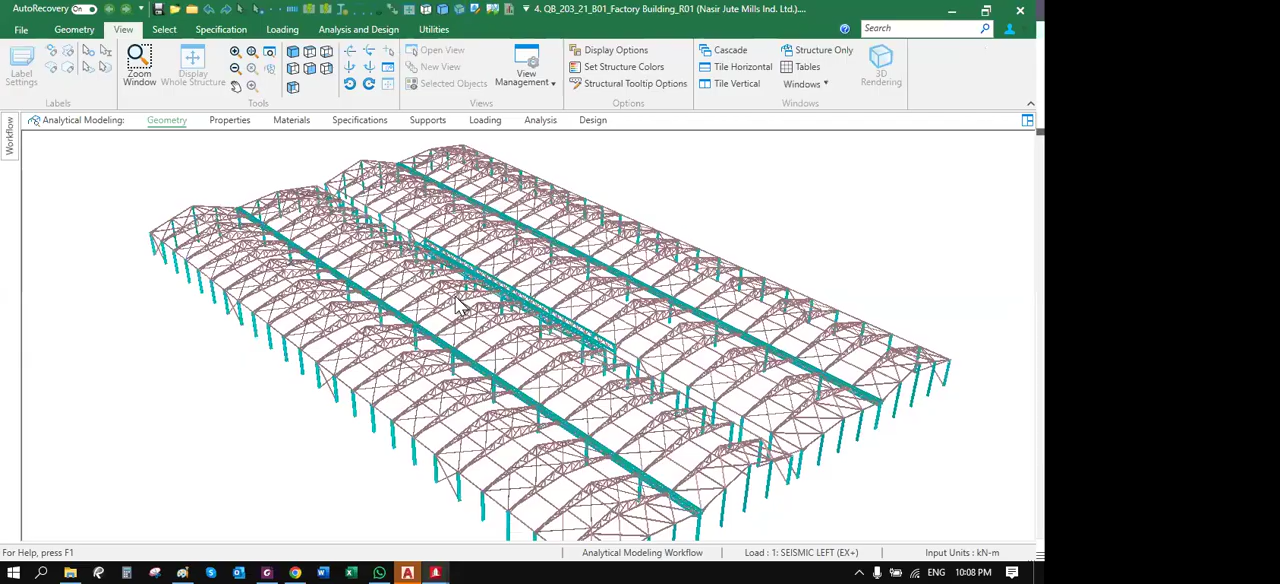 AutoRecovery On 4. QB_203_21_B01_Factory Building_R01 (Nasir Jute Mills Ind. Ltd.)....
File Geometry View Select Specification Loading Analysis and Design Utilities Search
Label Settings
Zoom Window
Display Whole Structure
Open View
New View
Selected Objects
View Management
Display Options
Set Structure Colors
Structural Tooltip Options
Cascade
Tile Horizontal
Tile Vertical
Structure Only
Tables
Windows
3D Rendering
Labels Tools Views Options Windows
Workflow
Analytical Modeling: Geometry Properties Materials Specifications Supports Loading Analysis Design
For Help, press F1 Analytical Modeling Workflow Load : 1: SEISMIC LEFT (EX+) Input Units : kN-m
ENG 10:08 PM